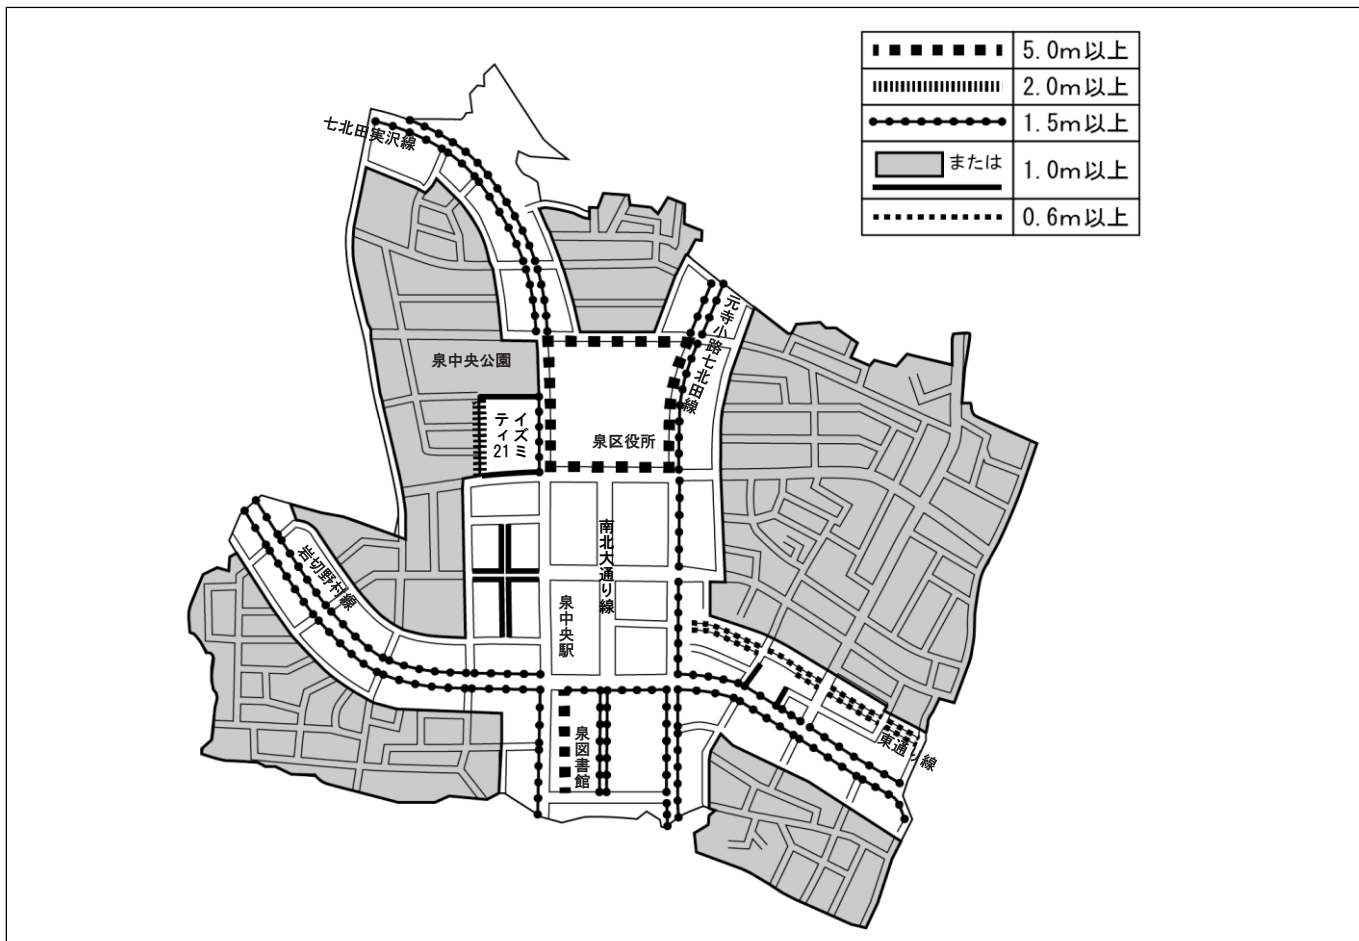 5.0m以上
2.0m以上
1.5m以上
または
1.0m以上
0.6m以上
七北田実沢線
元寺小路七北田線
泉中央公園
イズミ
ティ
21
泉区役所
南北大通り線
岩切野村線
泉中央駅
泉図書館
東通り線